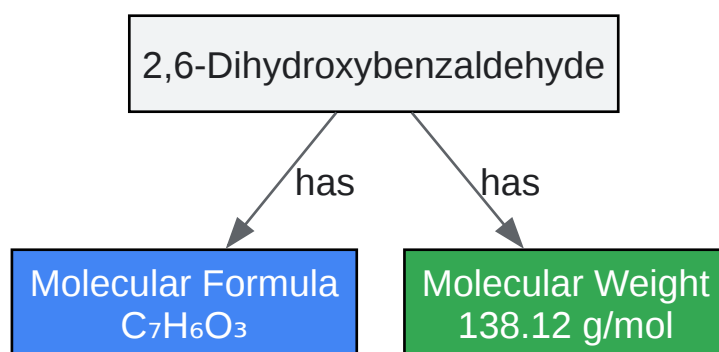 2,6-Dihydroxybenzaldehyde
has has
Molecular Formula
C₇H₆O₃
Molecular Weight
138.12 g/mol